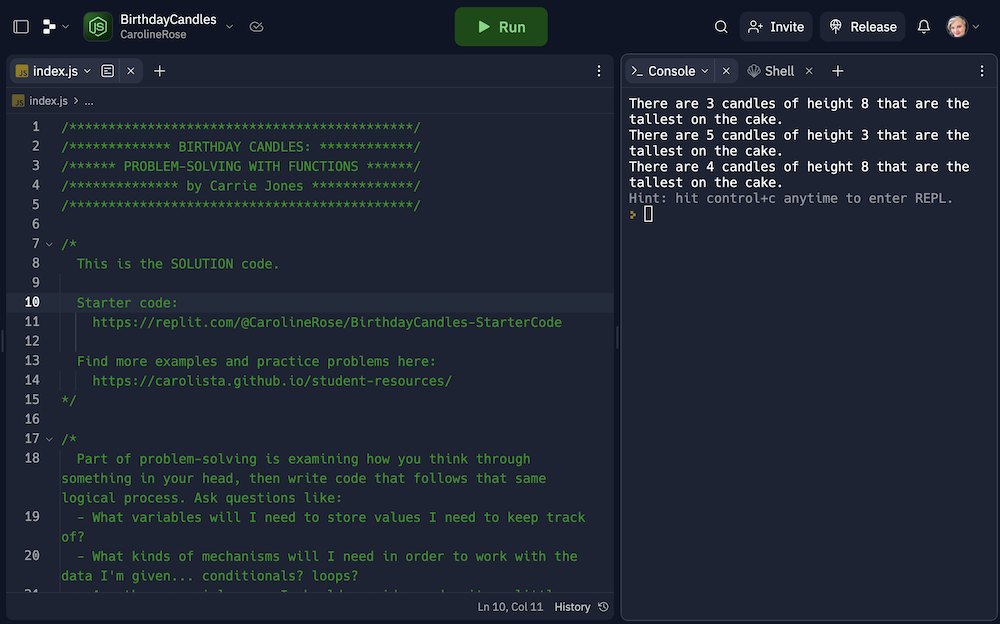 BirthdayCandles
CarolineRose
Run
Invite
Release
JS index.js
Console
Shell
JS index.js > ...
1 /********************************************/
2 /************* BIRTHDAY CANDLES: ************/
3 /****** PROBLEM-SOLVING WITH FUNCTIONS ******/
4 /************** by Carrie Jones *************/
5 /********************************************/
6
7 /*
8 This is the SOLUTION code.
9
10 Starter code:
11 https://replit.com/@CarolineRose/BirthdayCandles-StarterCode
12
13 Find more examples and practice problems here:
14 https://carolista.github.io/student-resources/
15 */
16
17 /*
18 Part of problem-solving is examining how you think through
something in your head, then write code that follows that same
logical process. Ask questions like:
19 - What variables will I need to store values I need to keep track
of?
20 - What kinds of mechanisms will I need in order to work with the
data I'm given... conditionals? loops?
Ln 10, Col 11 History
There are 3 candles of height 8 that are the
tallest on the cake.
There are 5 candles of height 3 that are the
tallest on the cake.
There are 4 candles of height 8 that are the
tallest on the cake.
Hint: hit control+c anytime to enter REPL.
>